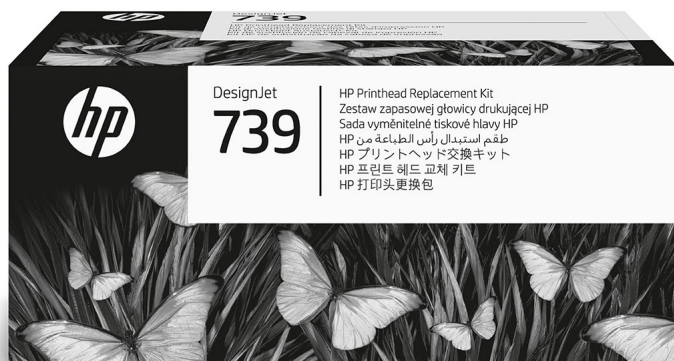 hp
DesignJet
739
HP Printhead Replacement Kit
Zestaw zapasowej głowicy drukującej HP
Sada vyměnitelné tiskové hlavy HP
طقم استبدال رأس الطباعة من HP
HP プリントヘッド交換キット
HP 프린트 헤드 교체 키트
HP 打印头更换包